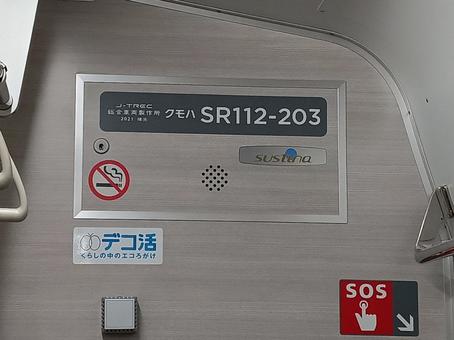 J-TREC
総合車両製作所
2021 横浜
クモハ SR112-203
sustina
デコ活
くらしの中のエコろがけ
SOS